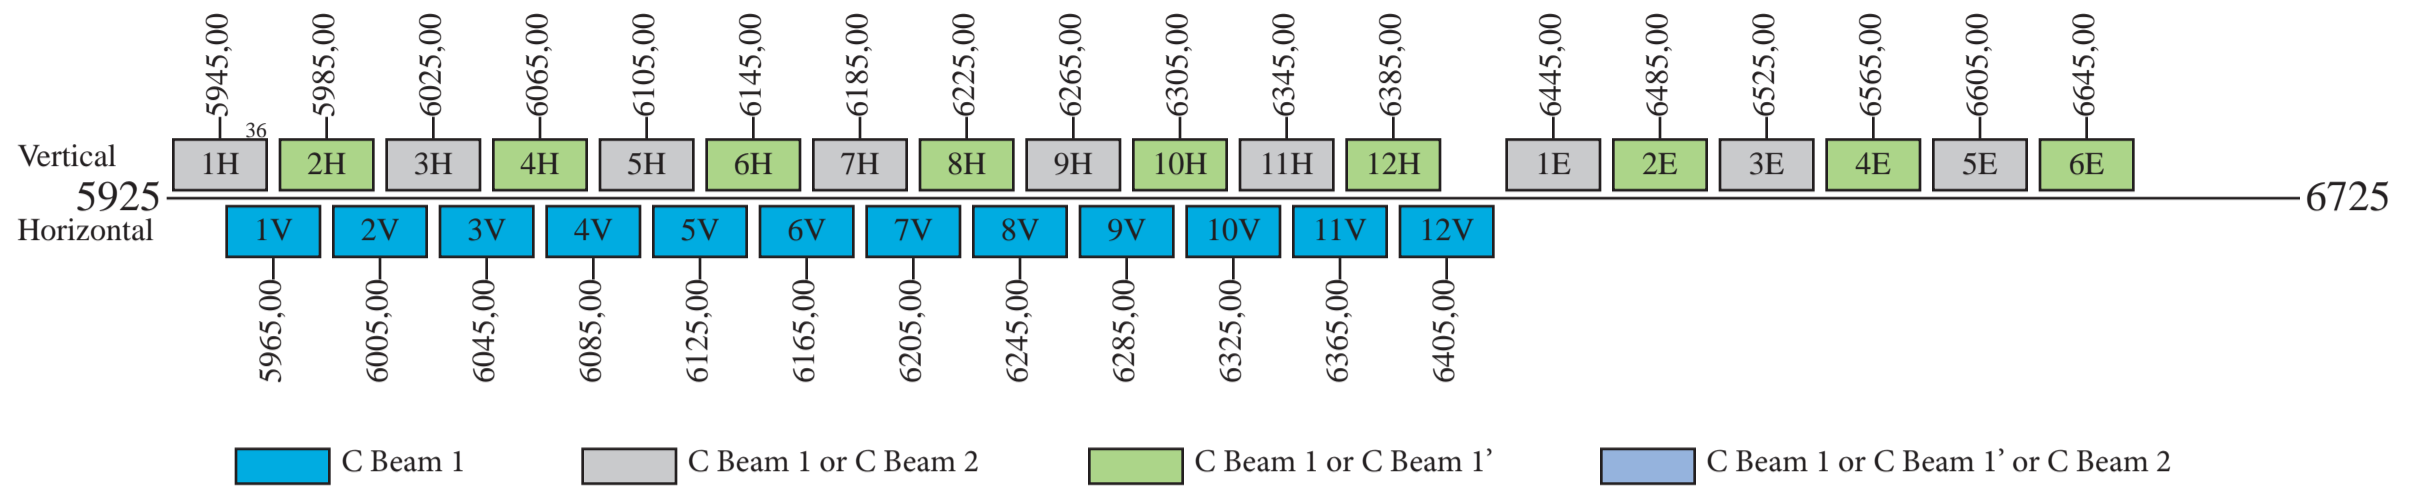 5945,00 5985,00 6025,00 6065,00 6105,00 6145,00 6185,00 6225,00 6265,00 6305,00 6345,00 6385,00 6445,00 6485,00 6525,00 6565,00 6605,00 6645,00
36
Vertical 1H 2H 3H 4H 5H 6H 7H 8H 9H 10H 11H 12H 1E 2E 3E 4E 5E 6E
5925 6725
Horizontal 1V 2V 3V 4V 5V 6V 7V 8V 9V 10V 11V 12V
5965,00 6005,00 6045,00 6085,00 6125,00 6165,00 6205,00 6245,00 6285,00 6325,00 6365,00 6405,00
C Beam 1 C Beam 1 or C Beam 2 C Beam 1 or C Beam 1’ C Beam 1 or C Beam 1’ or C Beam 2